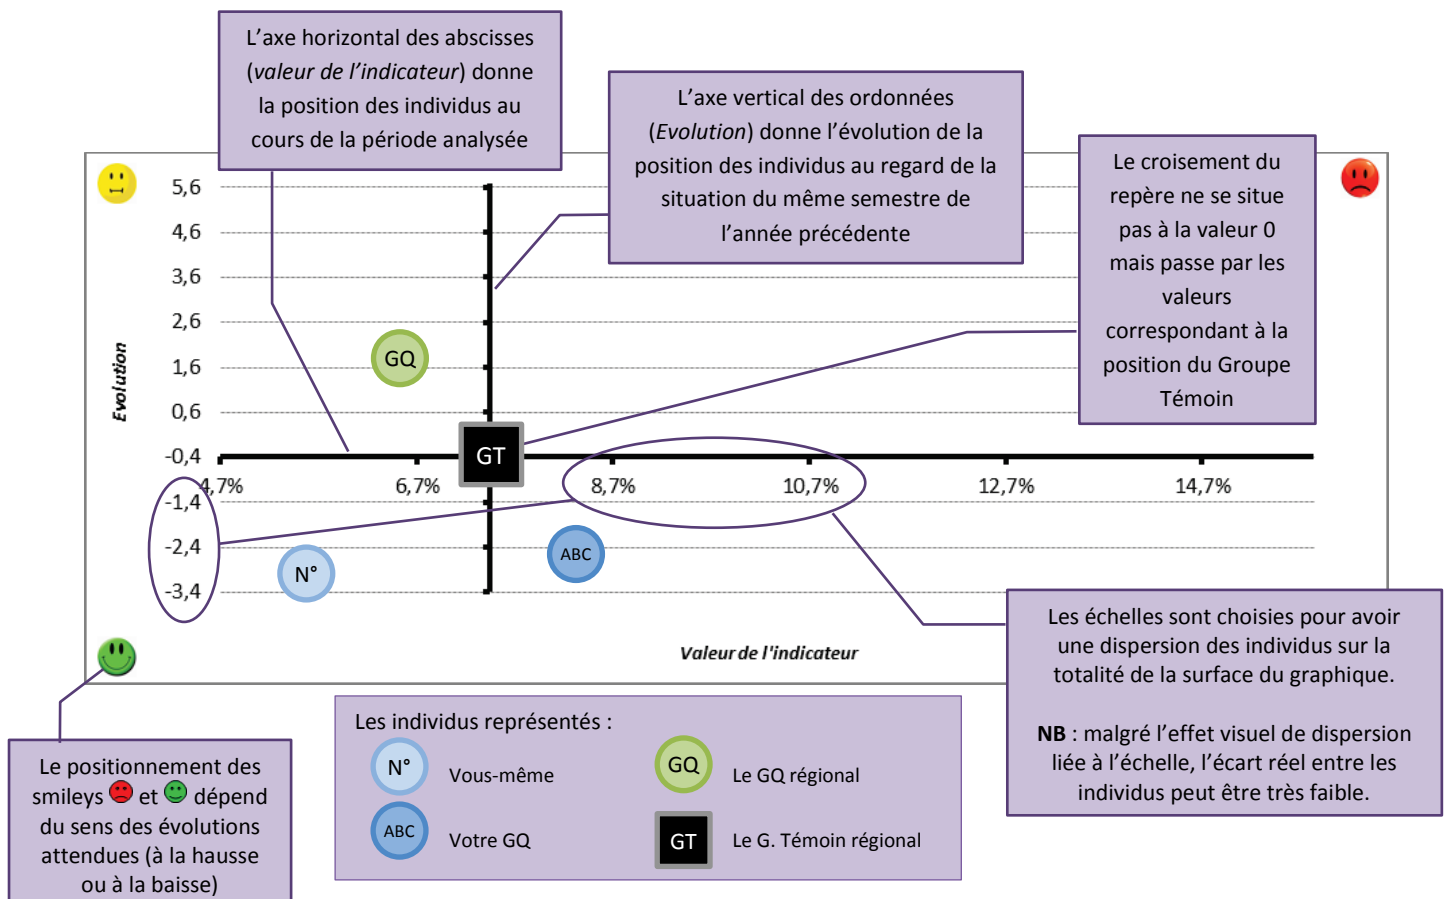 L'axe horizontal des abscisses
(valeur de l'indicateur) donne
la position des individus au
cours de la période analysée
L'axe vertical des ordonnées
(Evolution) donne l'évolution de la
position des individus au regard de la
situation du même semestre de
l'année précédente
Le croisement du
repère ne se situe
pas à la valeur 0
mais passe par les
valeurs
correspondant à la
position du Groupe
Témoin
5,6
4,6
3,6
2,6
1,6
0,6
-0,4
-1,4
-2,4
-3,4
Evolution
GQ
GT
4,7%
6,7%
8,7%
10,7%
12,7%
14,7%
N°
ABC
Valeur de l'indicateur
Les échelles sont choisies pour avoir
une dispersion des individus sur la
totalité de la surface du graphique.
NB : malgré l'effet visuel de dispersion
liée à l'échelle, l'écart réel entre les
individus peut être très faible.
Les individus représentés :
N° Vous-même
GQ Le GQ régional
ABC Votre GQ
GT Le G. Témoin régional
Le positionnement des
smileys et dépend
du sens des évolutions
attendues (à la hausse
ou à la baisse)